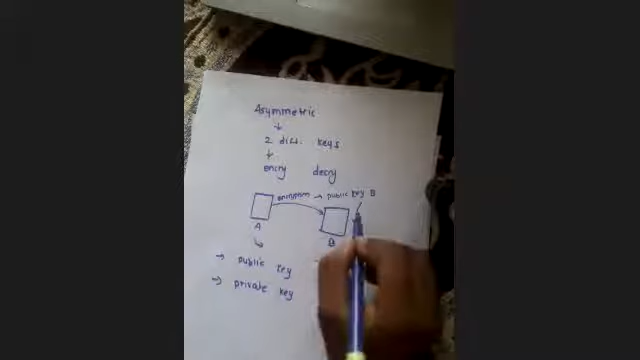 Asymmetric
↓
2 diff. keys
↓
encry decry
encryption → public key B
A
B
→ public key
→ private key